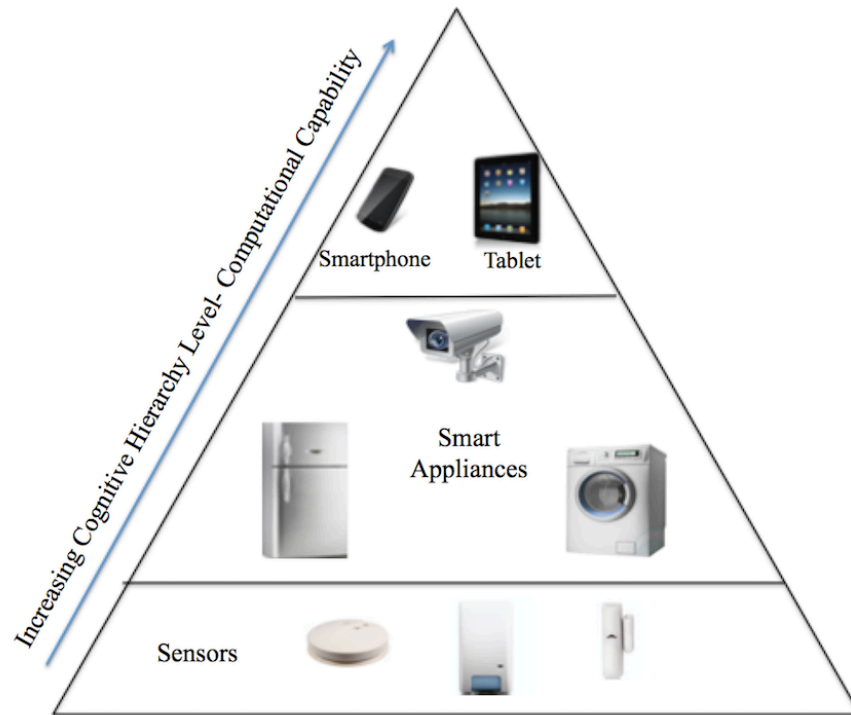 Increasing Cognitive Hierarchy Level- Computational Capability
Smartphone
Tablet
Smart
Appliances
Sensors